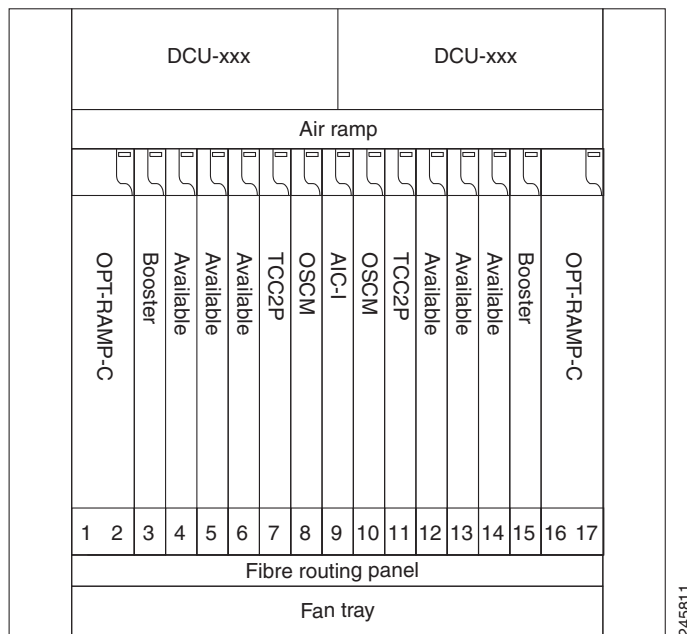 DCU-xxx
DCU-xxx
Air ramp
OPT-RAMP-C
Booster
Available
Available
Available
TCC2P
OSCM
AIC-I
OSCM
TCC2P
Available
Available
Available
Booster
OPT-RAMP-C
1 2 3 4 5 6 7 8 9 10 11 12 13 14 15 16 17
Fibre routing panel
Fan tray
245811